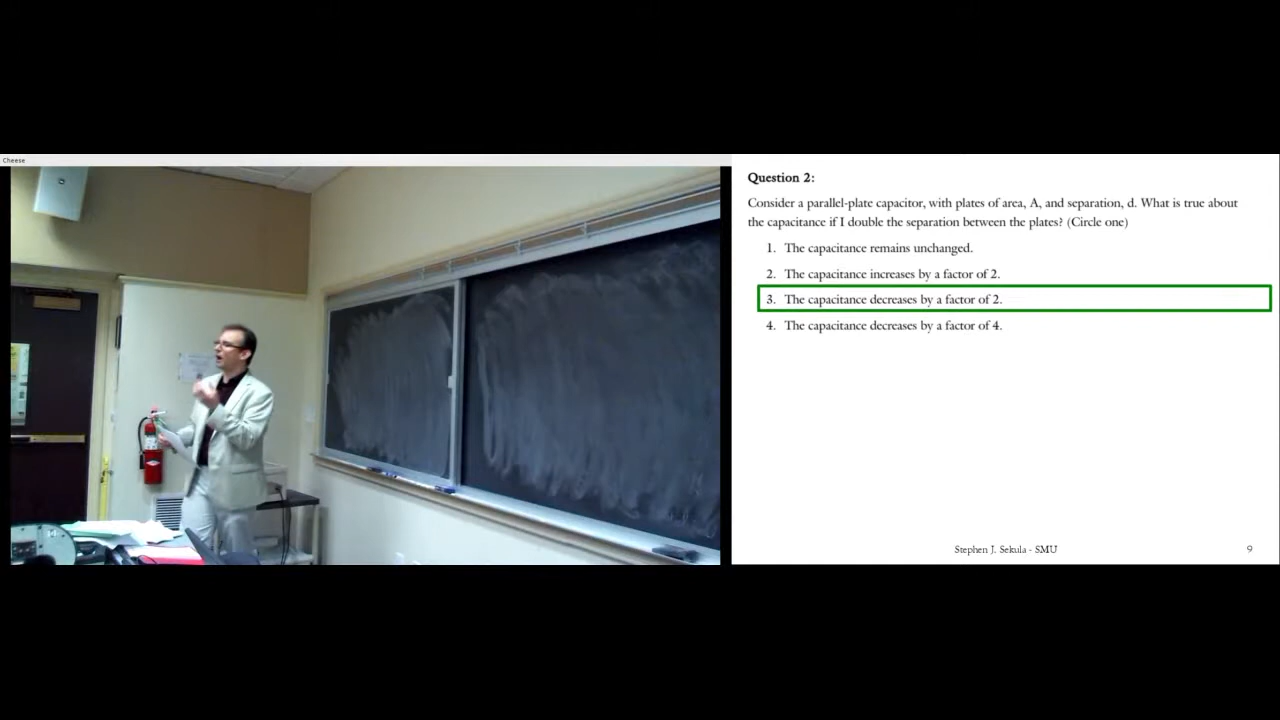 Cheese
Question 2:
Consider a parallel-plate capacitor, with plates of area, A, and separation, d. What is true about
the capacitance if I double the separation between the plates? (Circle one)
1. The capacitance remains unchanged.
2. The capacitance increases by a factor of 2.
3. The capacitance decreases by a factor of 2.
4. The capacitance decreases by a factor of 4.
Stephen J. Sekula - SMU
9